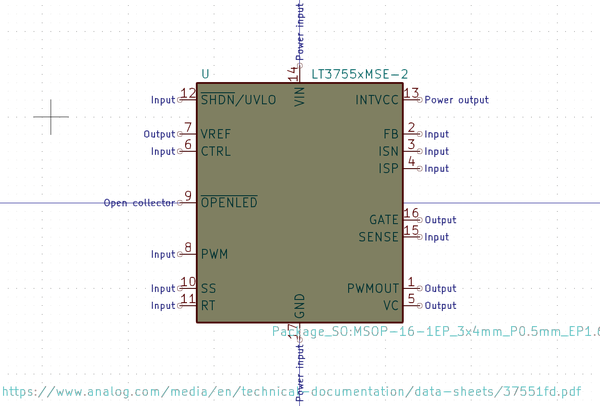 Power input
14
U LT3755xMSE-2
VIN
Input 12 SHDN/UVLO INTVCC 13 Power output
Output 7 VREF FB 2 Input
Input 6 CTRL ISN 3 Input
ISP 4 Input
Open collector 9 OPENLED
GATE 16 Output
SENSE 15 Input
Input 8 PWM
Input 10 SS PWMOUT 1 Output
Input 11 RT VC 5 Output
GND
17
Package_SO:MSOP-16-1EP_3x4mm_P0.5mm_EP1.6
Power input
https://www.analog.com/media/en/technical-documentation/data-sheets/37551fd.pdf